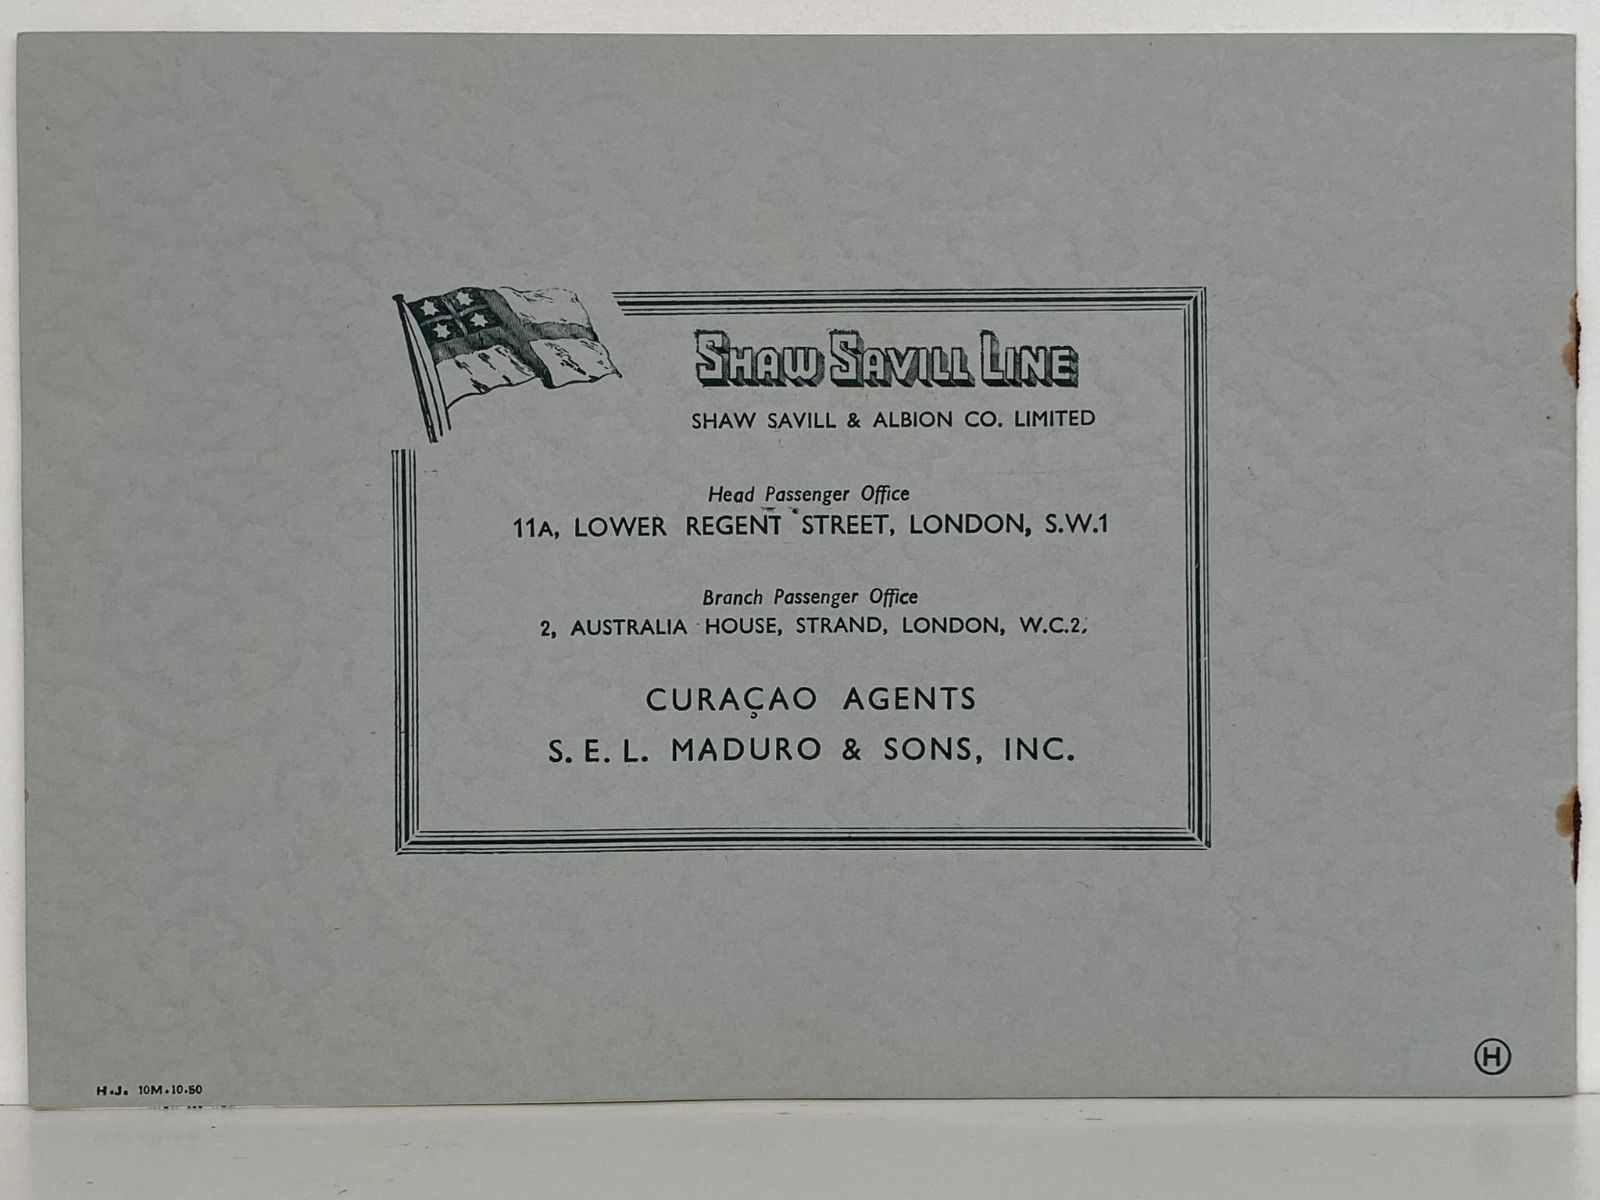 SHAW SAVILL LINE
SHAW SAVILL & ALBION CO. LIMITED
Head Passenger Office
11A, LOWER REGENT STREET, LONDON, S.W.1
Branch Passenger Office
2, AUSTRALIA HOUSE, STRAND, LONDON, W.C.2.
CURAÇAO AGENTS
S. E. L. MADURO & SONS, INC.
H
H.J. 10M.10.50